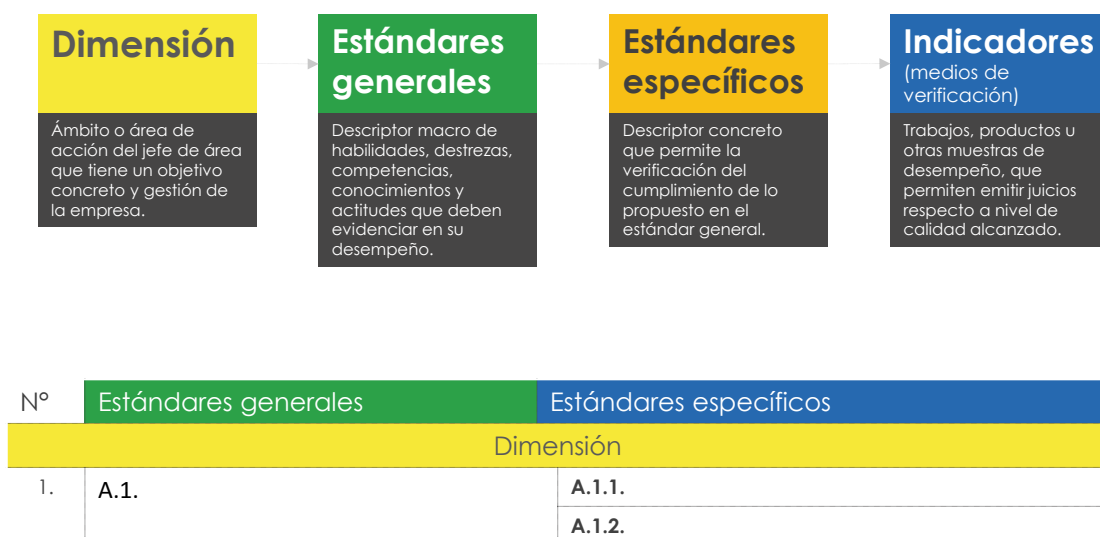 Dimensión
Ámbito o área de
acción del jefe de área
que tiene un objetivo
concreto y gestión de
la empresa.
Estándares
generales
Descriptor macro de
habilidades, destrezas,
competencias,
conocimientos y
actitudes que deben
evidenciar en su
desempeño.
Estándares
específicos
Descriptor concreto
que permite la
verificación del
cumplimiento de lo
propuesto en el
estándar general.
Indicadores
(medios de
verificación)
Trabajos, productos u
otras muestras de
desempeño, que
permiten emitir juicios
respecto a nivel de
calidad alcanzado.
N° Estándares generales Estándares específicos
Dimensión
1. A.1. A.1.1.
A.1.2.